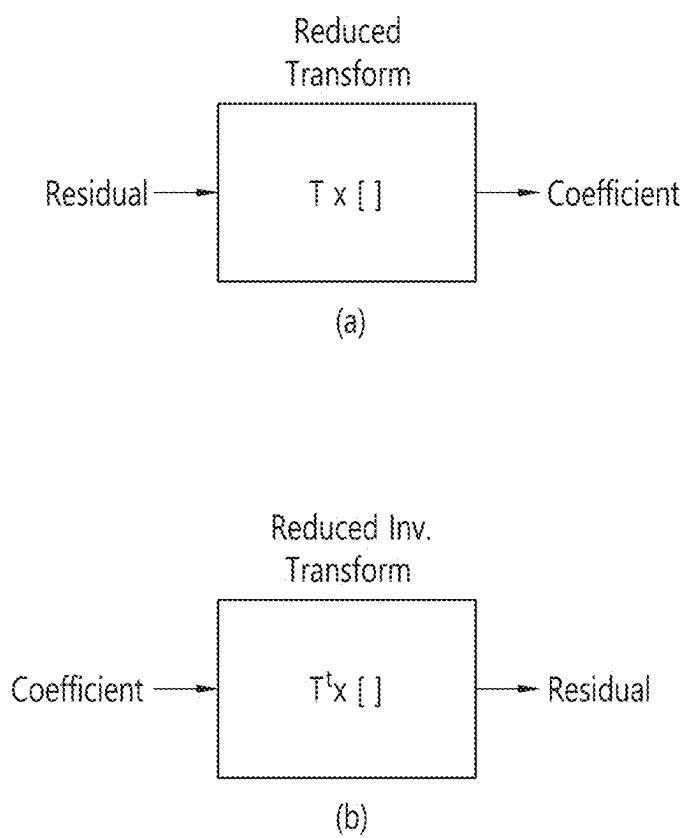 Reduced
Transform
Residual
T x [ ]
Coefficient
(a)
Reduced Inv.
Transform
Coefficient
Tᵗx [ ]
Residual
(b)